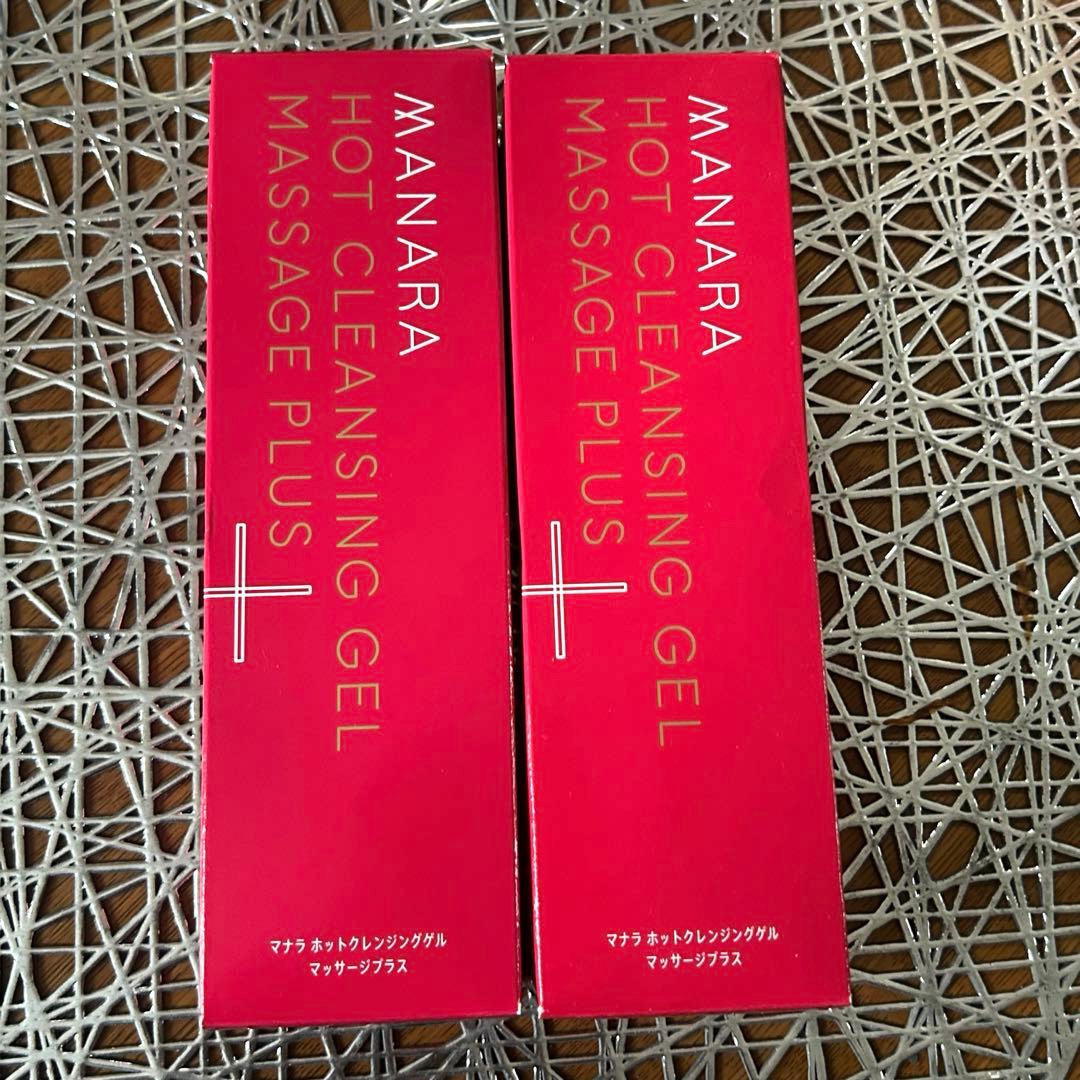 MANARA
HOT CLEANSING GEL
MASSAGE PLUS
マナラ ホットクレンジングゲル
マッサージプラス
MANARA
HOT CLEANSING GEL
MASSAGE PLUS
マナラ ホットクレンジングゲル
マッサージプラス